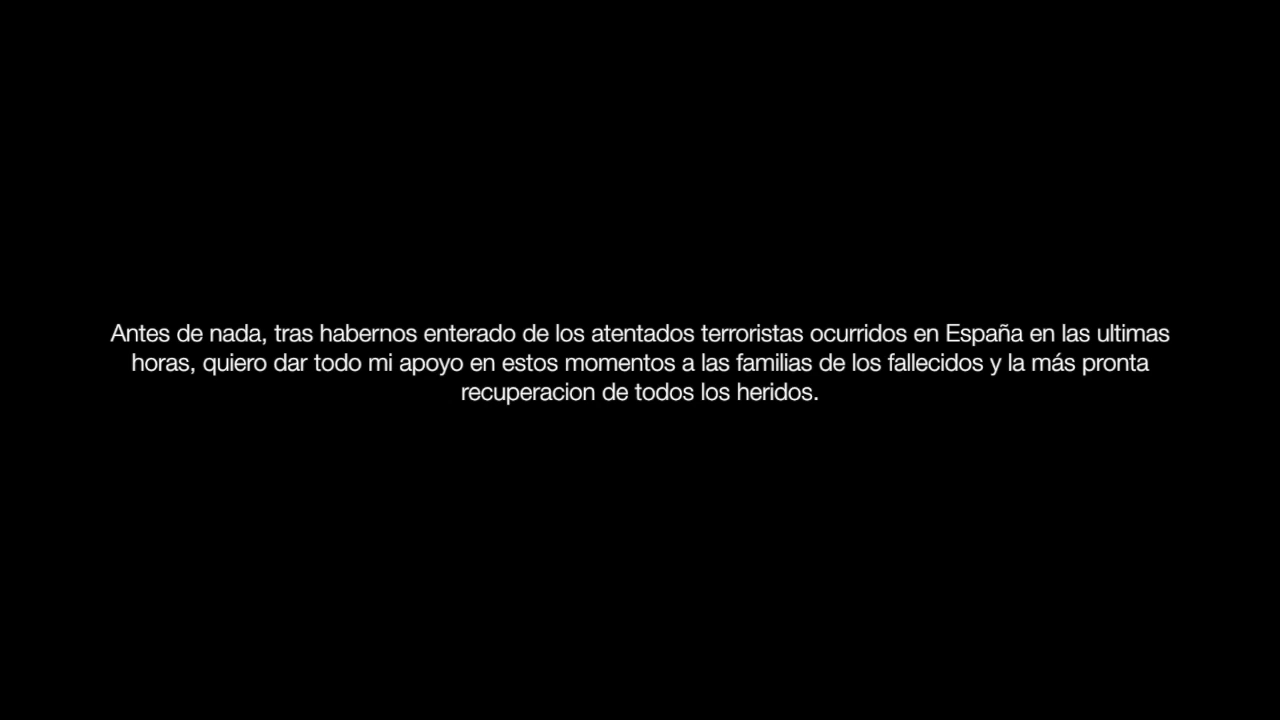 Antes de nada, tras habernos enterado de los atentados terroristas ocurridos en España en las ultimas
horas, quiero dar todo mi apoyo en estos momentos a las familias de los fallecidos y la más pronta
recuperacion de todos los heridos.